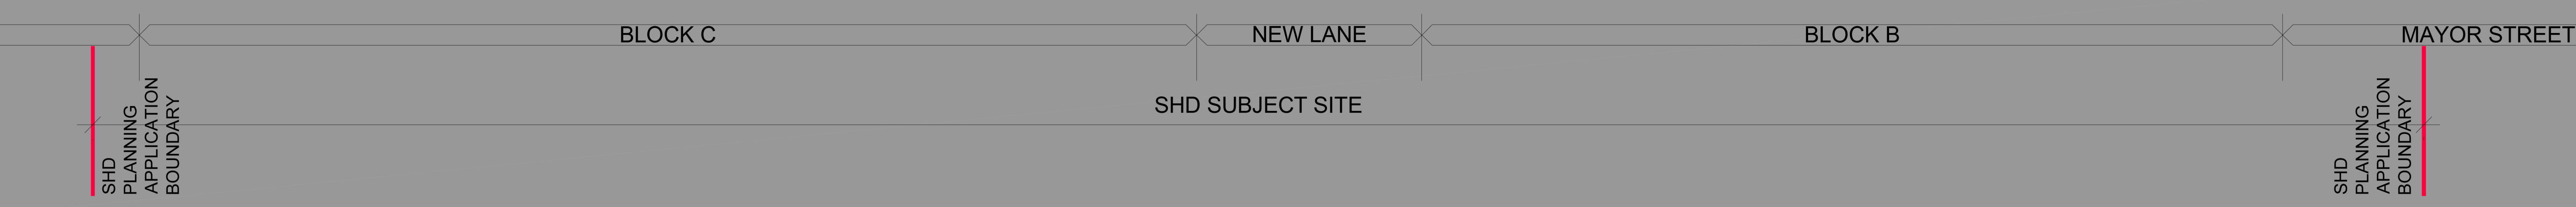 BLOCK C
NEW LANE
BLOCK B
MAYOR STREET
SHD SUBJECT SITE
SHD
PLANNING
APPLICATION
BOUNDARY
SHD
PLANNING
APPLICATION
BOUNDARY